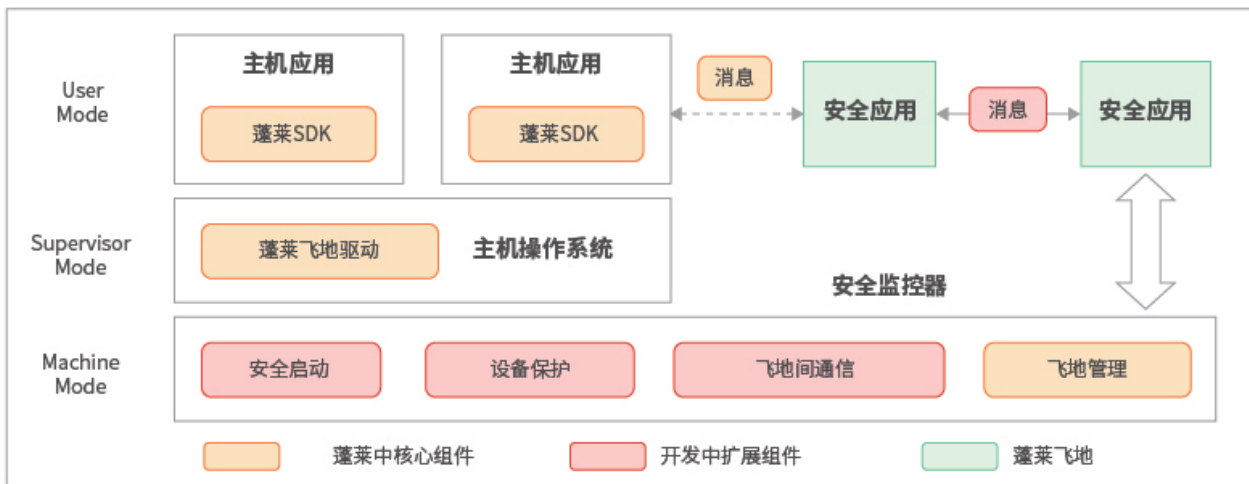 User
Mode
主机应用
蓬莱SDK
主机应用
蓬莱SDK
消息
安全应用
消息
安全应用
Supervisor
Mode
蓬莱飞地驱动
主机操作系统
安全监控器
Machine
Mode
安全启动
设备保护
飞地间通信
飞地管理
蓬莱中核心组件
开发中扩展组件
蓬莱飞地